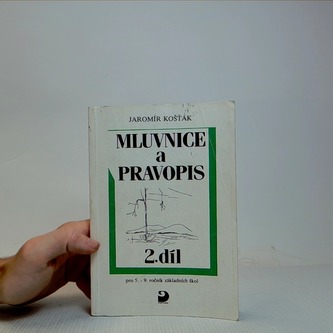 JAROMÍR KOŠŤÁK
MLUVNICE
a
PRAVOPIS
2. díl
pro 5. - 9. ročník základních škol